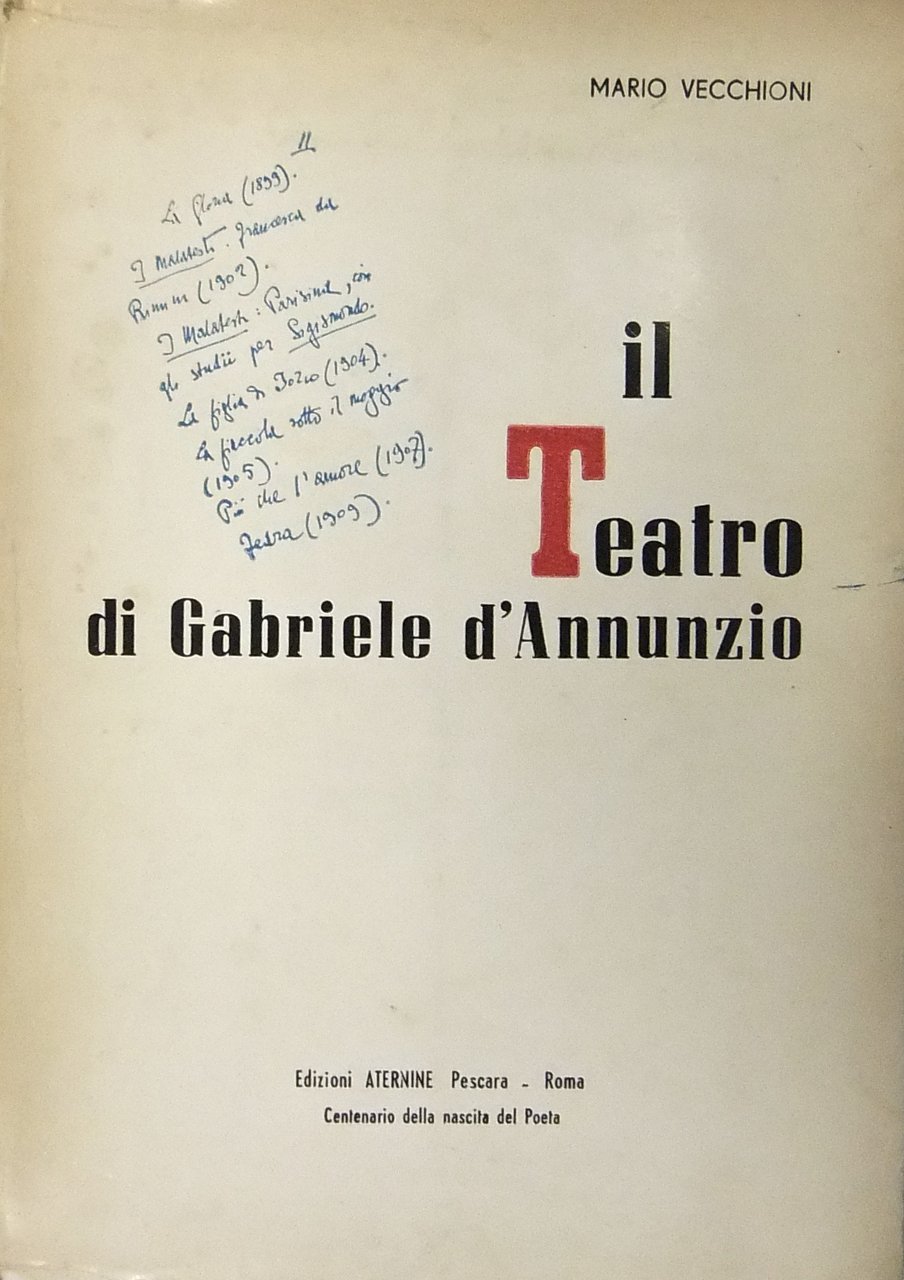 MARIO VECCHIONI
II
La Gloria (1899).
I Malatesti. Francesca da
Rimini (1902).
I Malatesti: Parisina, con
gli studii per Sigismondo.
La figlia di Iorio (1904).
La fiaccola sotto il moggio
(1905).
Più che l'amore (1907).
Fedra (1909).
il
Teatro
di Gabriele d'Annunzio
Edizioni ATERNINE Pescara - Roma
Centenario della nascita del Poeta